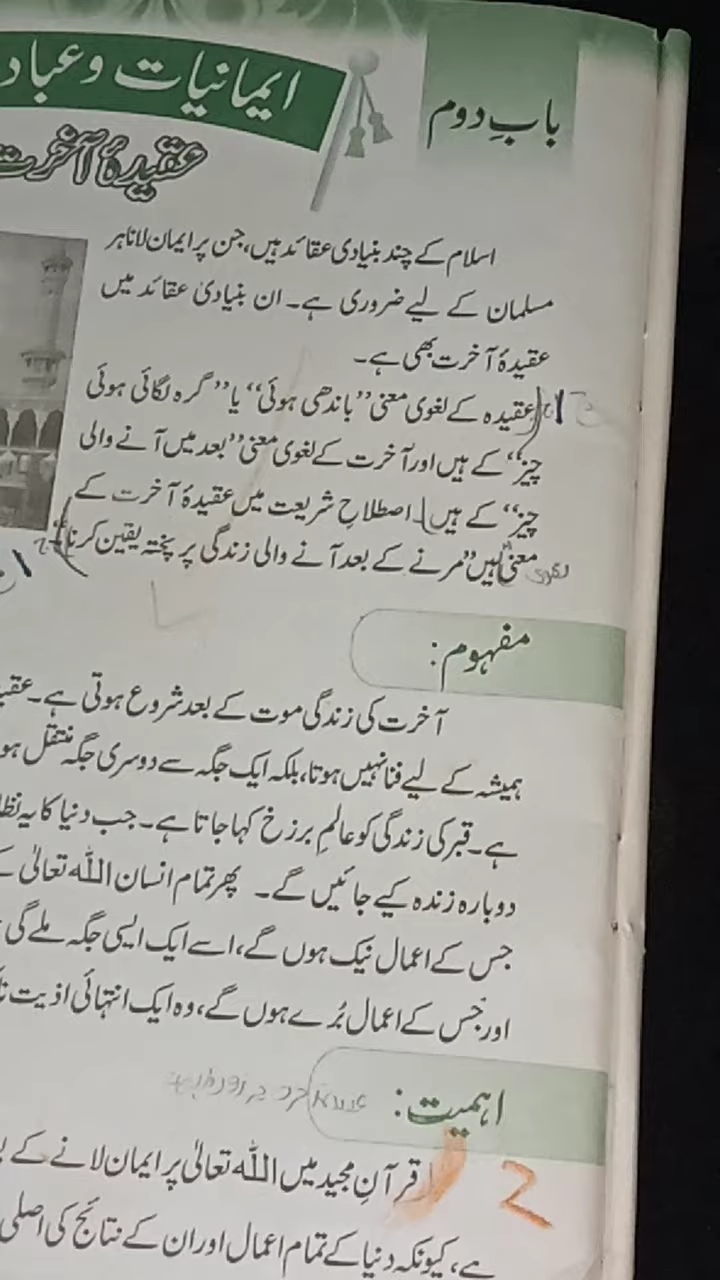 باب دوم
ایمانیات و
عقیدۂ آخرت
اسلام کے چند بنیادی عقائد ہیں، جن پر ایمان لانا ہر
مسلمان کے لیے ضروری ہے۔ ان بنیادی عقائد میں
عقیدۂ آخرت بھی ہے۔
عقیدہ کے لغوی معنی ”باندھی ہوئی“ یا ”گرہ لگائی ہوئی
چیز“ کے ہیں اور آخرت کے لغوی معنی ”بعد میں آنے والی
چیز“ کے ہیں۔ اصطلاحِ شریعت میں عقیدۂ آخرت کے
معنی ہیں ”مرنے کے بعد آنے والی زندگی پر پختہ یقین کرنا“۔
مفہوم:
آخرت کی زندگی موت کے بعد شروع ہوتی ہے۔
ہمیشہ کے لیے فنا نہیں ہوتا، بلکہ ایک جگہ سے دوسری جگہ منتقل
ہے۔ قبر کی زندگی کو عالمِ برزخ کہا جاتا ہے۔ جب دنیا کا یہ
دوبارہ زندہ کیے جائیں گے۔ پھر تمام انسان اللہ تعالیٰ
جس کے اعمال نیک ہوں گے، اسے ایک ایسی جگہ ملے گی
اور جس کے اعمال بُرے ہوں گے، وہ ایک انتہائی اذیت
اہمیت:
قرآنِ مجید میں اللہ تعالیٰ پر ایمان لانے کے
2
ہے، کیونکہ دنیا کے تمام اعمال اور ان کے نتائج کی اصلی